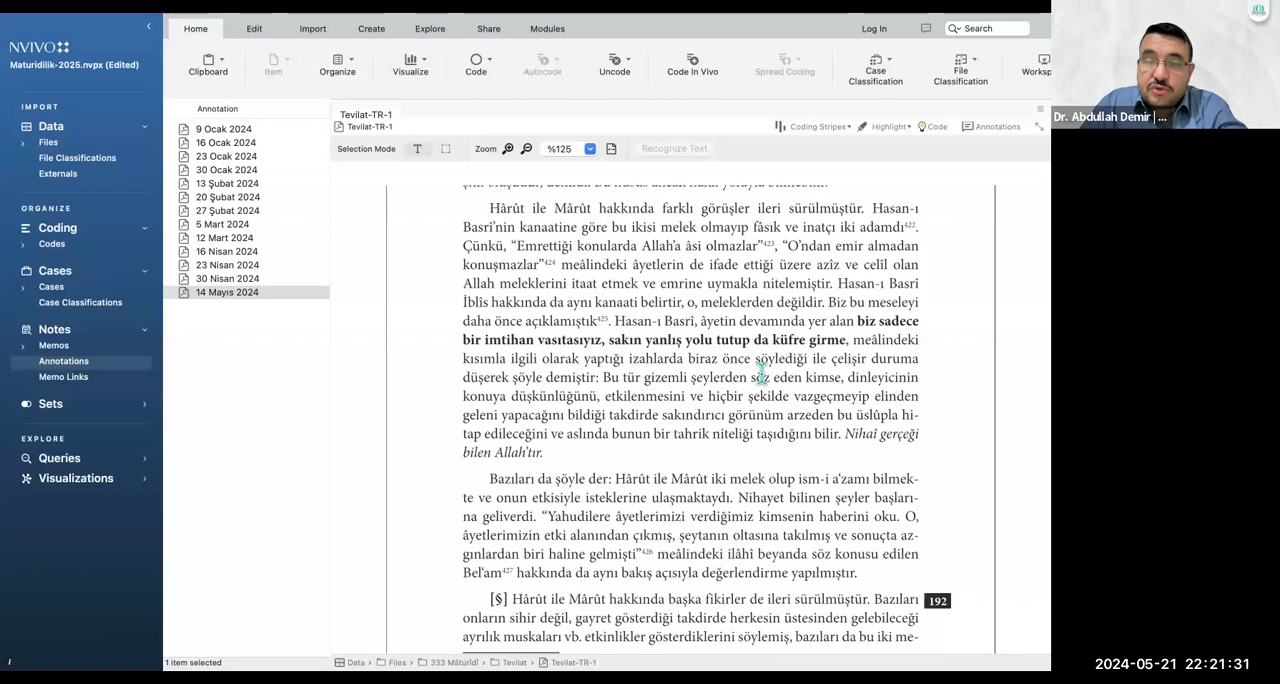 Home
Edit
Import
Create
Explore
Share
Modules
Log In
Search
NVIVO
Maturidilik-2025.nvpx (Edited)
Clipboard
Item
Organize
Visualize
Code
Autocode
Uncode
Code In Vivo
Spread Coding
Case Classification
File Classification
Worksp
Dr. Abdullah Demir | ...
IMPORT
Data
Files
File Classifications
Externals
ORGANIZE
Coding
Codes
Cases
Cases
Case Classifications
Notes
Memos
Annotations
Memo Links
Sets
EXPLORE
Queries
Visualizations
Annotation
9 Ocak 2024
16 Ocak 2024
23 Ocak 2024
30 Ocak 2024
13 Şubat 2024
20 Şubat 2024
27 Şubat 2024
5 Mart 2024
12 Mart 2024
16 Nisan 2024
23 Nisan 2024
30 Nisan 2024
14 Mayıs 2024
Tevilat-TR-1
Tevilat-TR-1
Coding Stripes
Highlight
Code
Annotations
Selection Mode
T
Zoom
%125
Recognize Text
Hârût ile Mârût hakkında farklı görüşler ileri sürülmüştür. Hasan-ı
Basrî’nin kanaatine göre bu ikisi melek olmayıp fâsık ve inatçı iki adamdı422.
Çünkü, “Emrettiği konularda Allah’a âsi olmazlar”423, “O’ndan emir almadan
konuşmazlar”424 meâlindeki âyetlerin de ifade ettiği üzere azîz ve celîl olan
Allah meleklerini itaat etmek ve emrine uymakla nitelemiştir. Hasan-ı Basrî
İblîs hakkında da aynı kanaati belirtir, o, meleklerden değildir. Biz bu meseleyi
daha önce açıklamıştık425. Hasan-ı Basrî, âyetin devamında yer alan biz sadece
bir imtihan vasıtasıyız, sakın yanlış yolu tutup da küfre girme, meâlindeki
kısımla ilgili olarak yaptığı izahlarda biraz önce söylediği ile çelişir duruma
düşerek şöyle demiştir: Bu tür gizemli şeylerden söz eden kimse, dinleyicinin
konuya düşkünlüğünü, etkilenmesini ve hiçbir şekilde vazgeçmeyip elinden
geleni yapacağını bildiği takdirde sakındırıcı görünüm arzeden bu üslûpla hi-
tap edileceğini ve aslında bunun bir tahrik niteliği taşıdığını bilir. Nihaî gerçeği
bilen Allah’tır.
Bazıları da şöyle der: Hârût ile Mârût iki melek olup ism-i a‘zamı bilmek-
te ve onun etkisiyle isteklerine ulaşmaktaydı. Nihayet bilinen şeyler başları-
na geliverdi. “Yahudilere âyetlerimizi verdiğimiz kimsenin haberini oku. O,
âyetlerimizin etki alanından çıkmış, şeytanın oltasına takılmış ve sonuçta az-
gınlardan biri haline gelmişti”426 meâlindeki ilâhî beyanda söz konusu edilen
Bel‘am427 hakkında da aynı bakış açısıyla değerlendirme yapılmıştır.
[§] Hârût ile Mârût hakkında başka fikirler de ileri sürülmüştür. Bazıları
192
onların sihir değil, gayret gösterdiği takdirde herkesin üstesinden gelebileceği
ayrılık muskaları vb. etkinlikler gösterdiklerini söylemiş, bazıları da bu iki me-
1 item selected
Data › Files › 333 Mâtürîdî › Tevilat › Tevilat-TR-1
2024-05-21 22:21:31